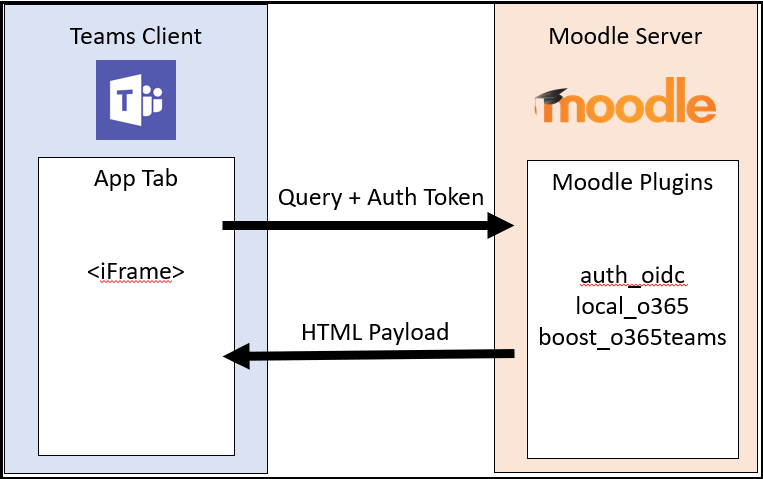 Teams Client
Moodle Server
T
moodle
App Tab
Moodle Plugins
Query + Auth Token
<iFrame>
auth_oidc
local_o365
HTML Payload
boost_o365teams